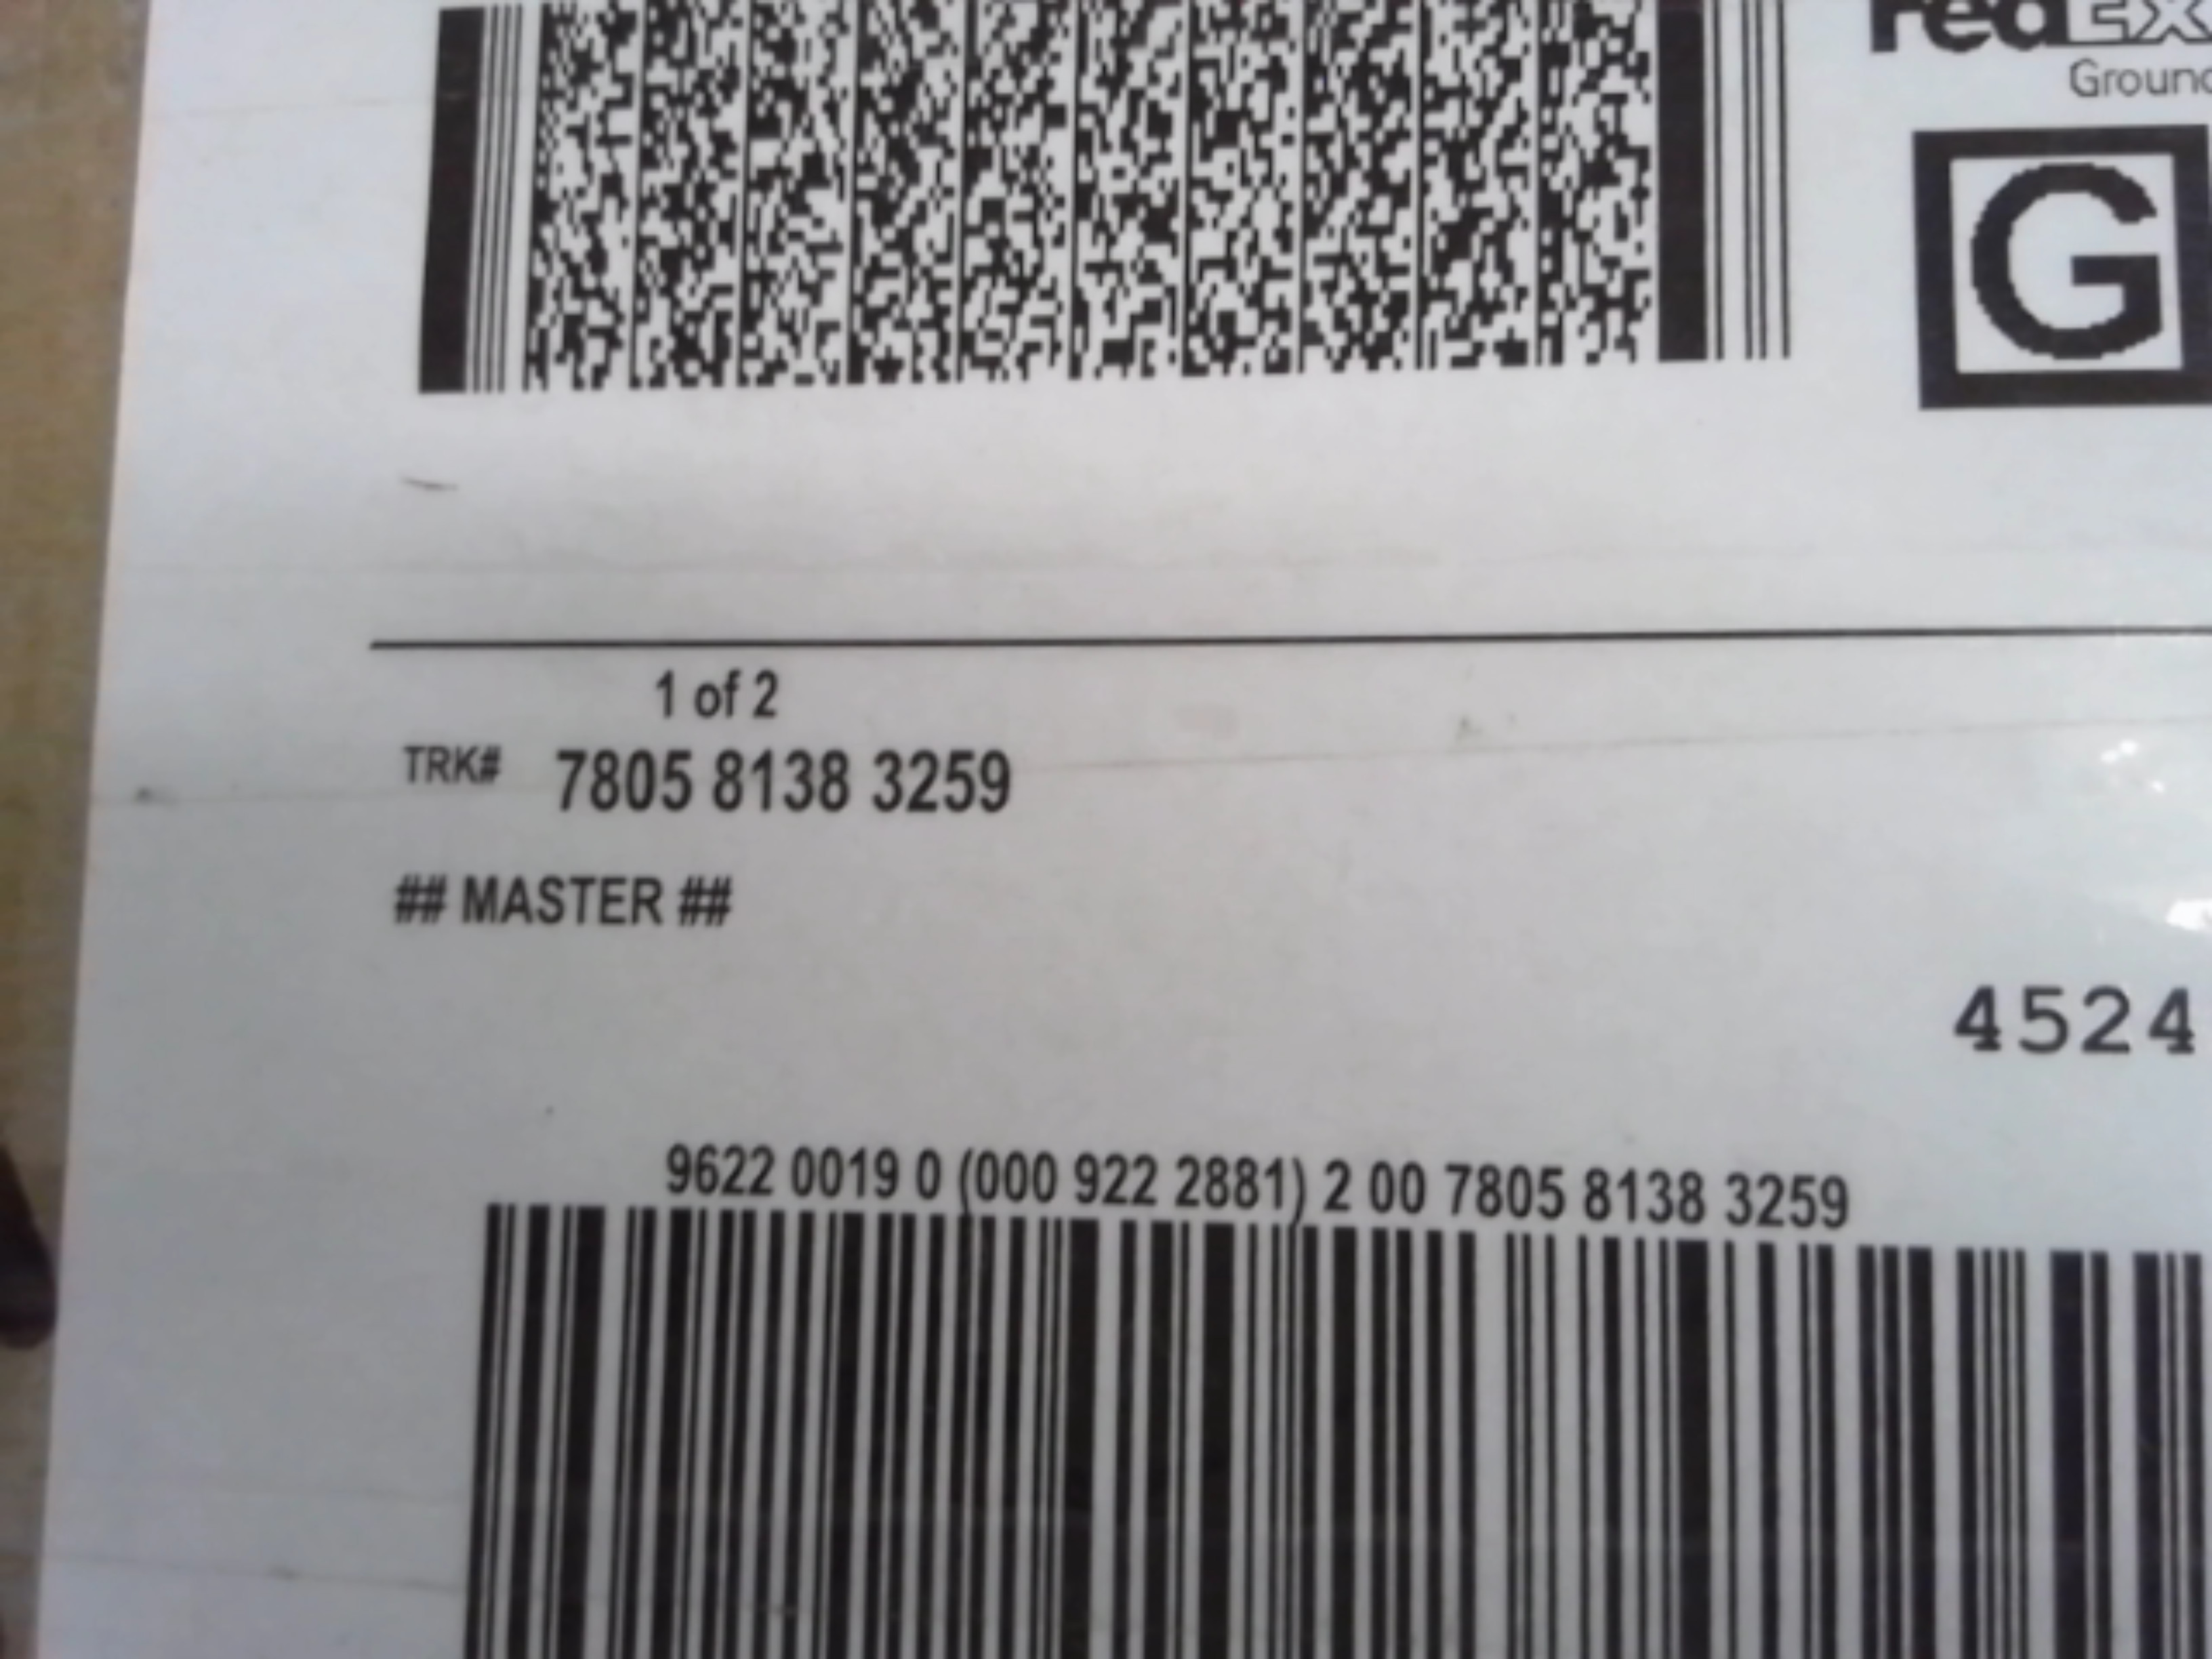 FedEx
Ground
G
1 of 2
TRK# 7805 8138 3259
## MASTER ##
4524
9622 0019 0 (000 922 2881) 2 00 7805 8138 3259